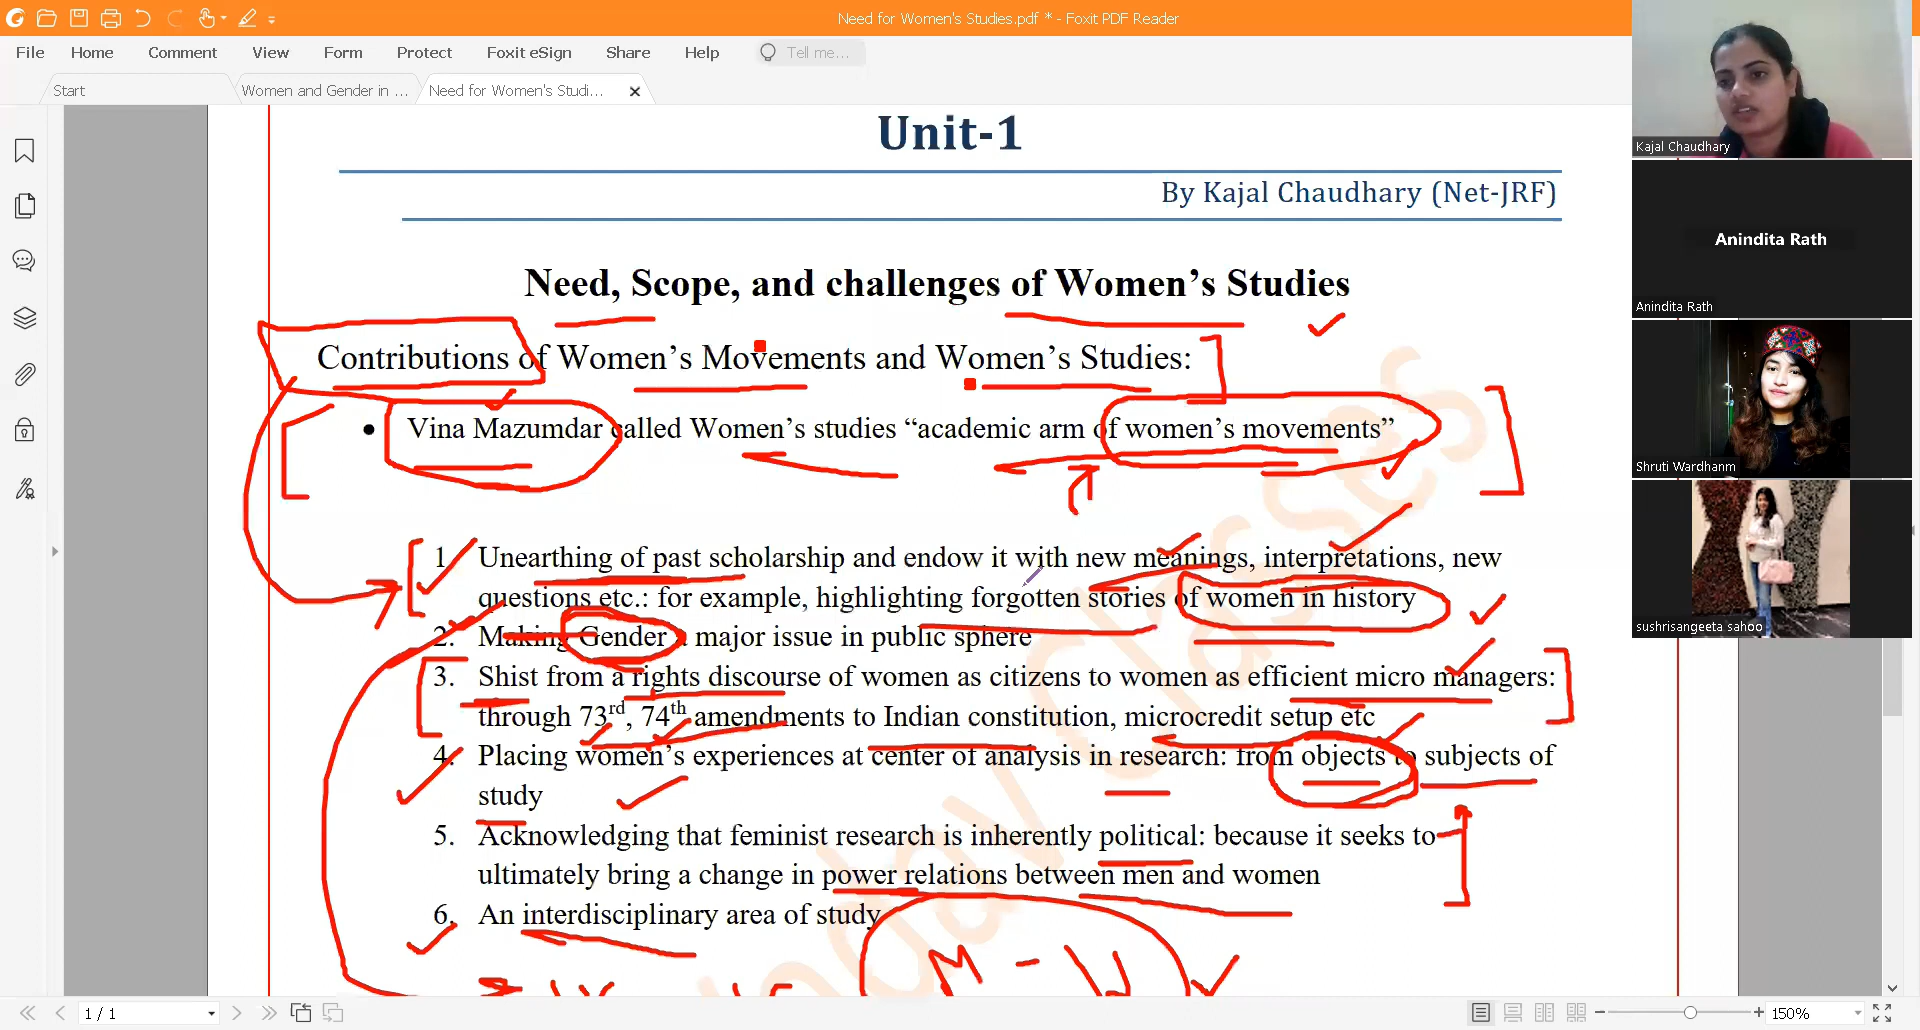 Need for Women's Studies.pdf * - Foxit PDF Reader
File Home Comment View Form Protect Foxit eSign Share Help Tell me...
Start
Women and Gender in ...
Need for Women's Studi...
Unit-1
By Kajal Chaudhary (Net-JRF)
Need, Scope, and challenges of Women’s Studies
Contributions of Women’s Movements and Women’s Studies:
• Vina Mazumdar called Women’s studies “academic arm of women’s movements”
1. Unearthing of past scholarship and endow it with new meanings, interpretations, new
questions etc.: for example, highlighting forgotten stories of women in history
2. Making Gender a major issue in public sphere
3. Shist from a rights discourse of women as citizens to women as efficient micro managers:
through 73rd, 74th amendments to Indian constitution, microcredit setup etc
4. Placing women’s experiences at center of analysis in research: from objects to subjects of
study
5. Acknowledging that feminist research is inherently political: because it seeks to
ultimately bring a change in power relations between men and women
6. An interdisciplinary area of study
M - W
Classes
Kajal Chaudhary
Anindita Rath
Anindita Rath
Shruti Wardhanm
sushrisangeeta sahoo
1 / 1
150%